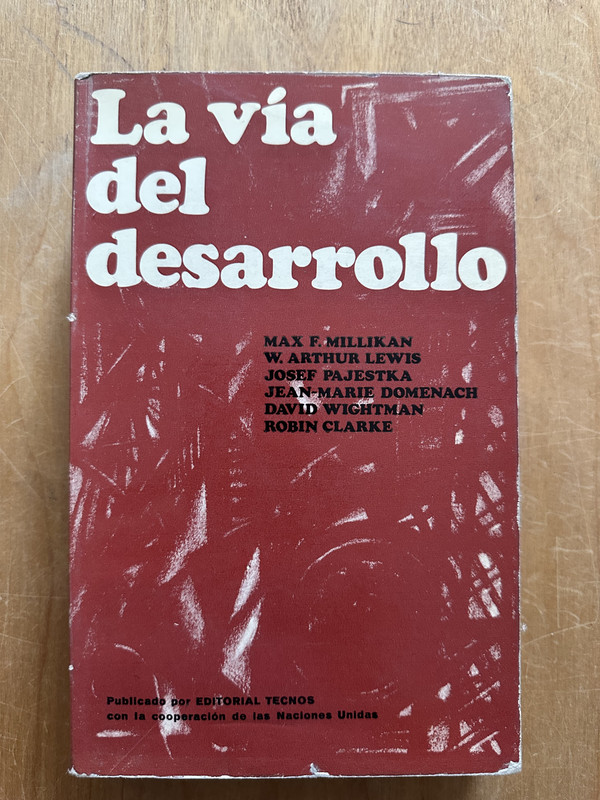 La vía
del
desarrollo
MAX F. MILLIKAN
W. ARTHUR LEWIS
JOSEF PAJESTKA
JEAN-MARIE DOMENACH
DAVID WIGHTMAN
ROBIN CLARKE
Publicado por EDITORIAL TECNOS
con la cooperación de las Naciones Unidas